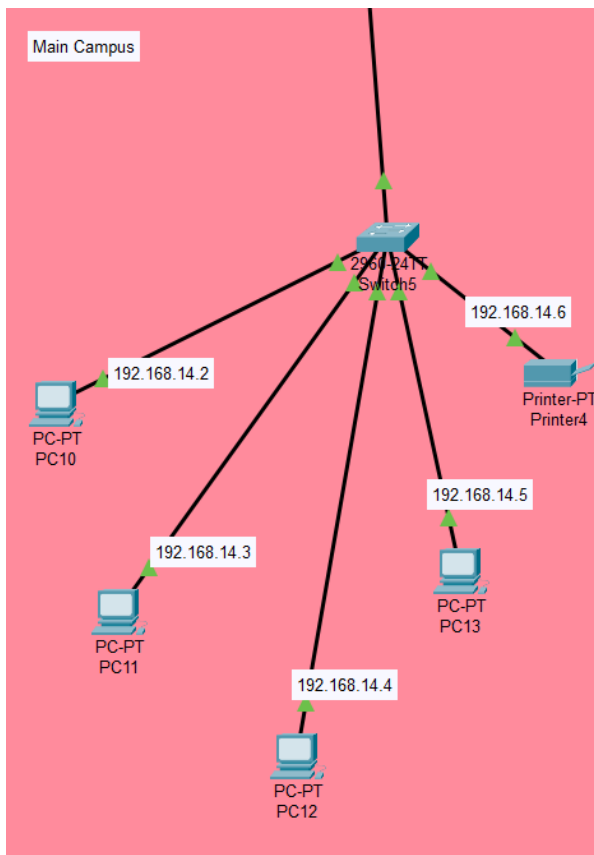 Main Campus
2960-24TT
Switch5
192.168.14.6
Printer-PT
Printer4
192.168.14.2
PC-PT
PC10
192.168.14.5
PC-PT
PC13
192.168.14.3
PC-PT
PC11
192.168.14.4
PC-PT
PC12